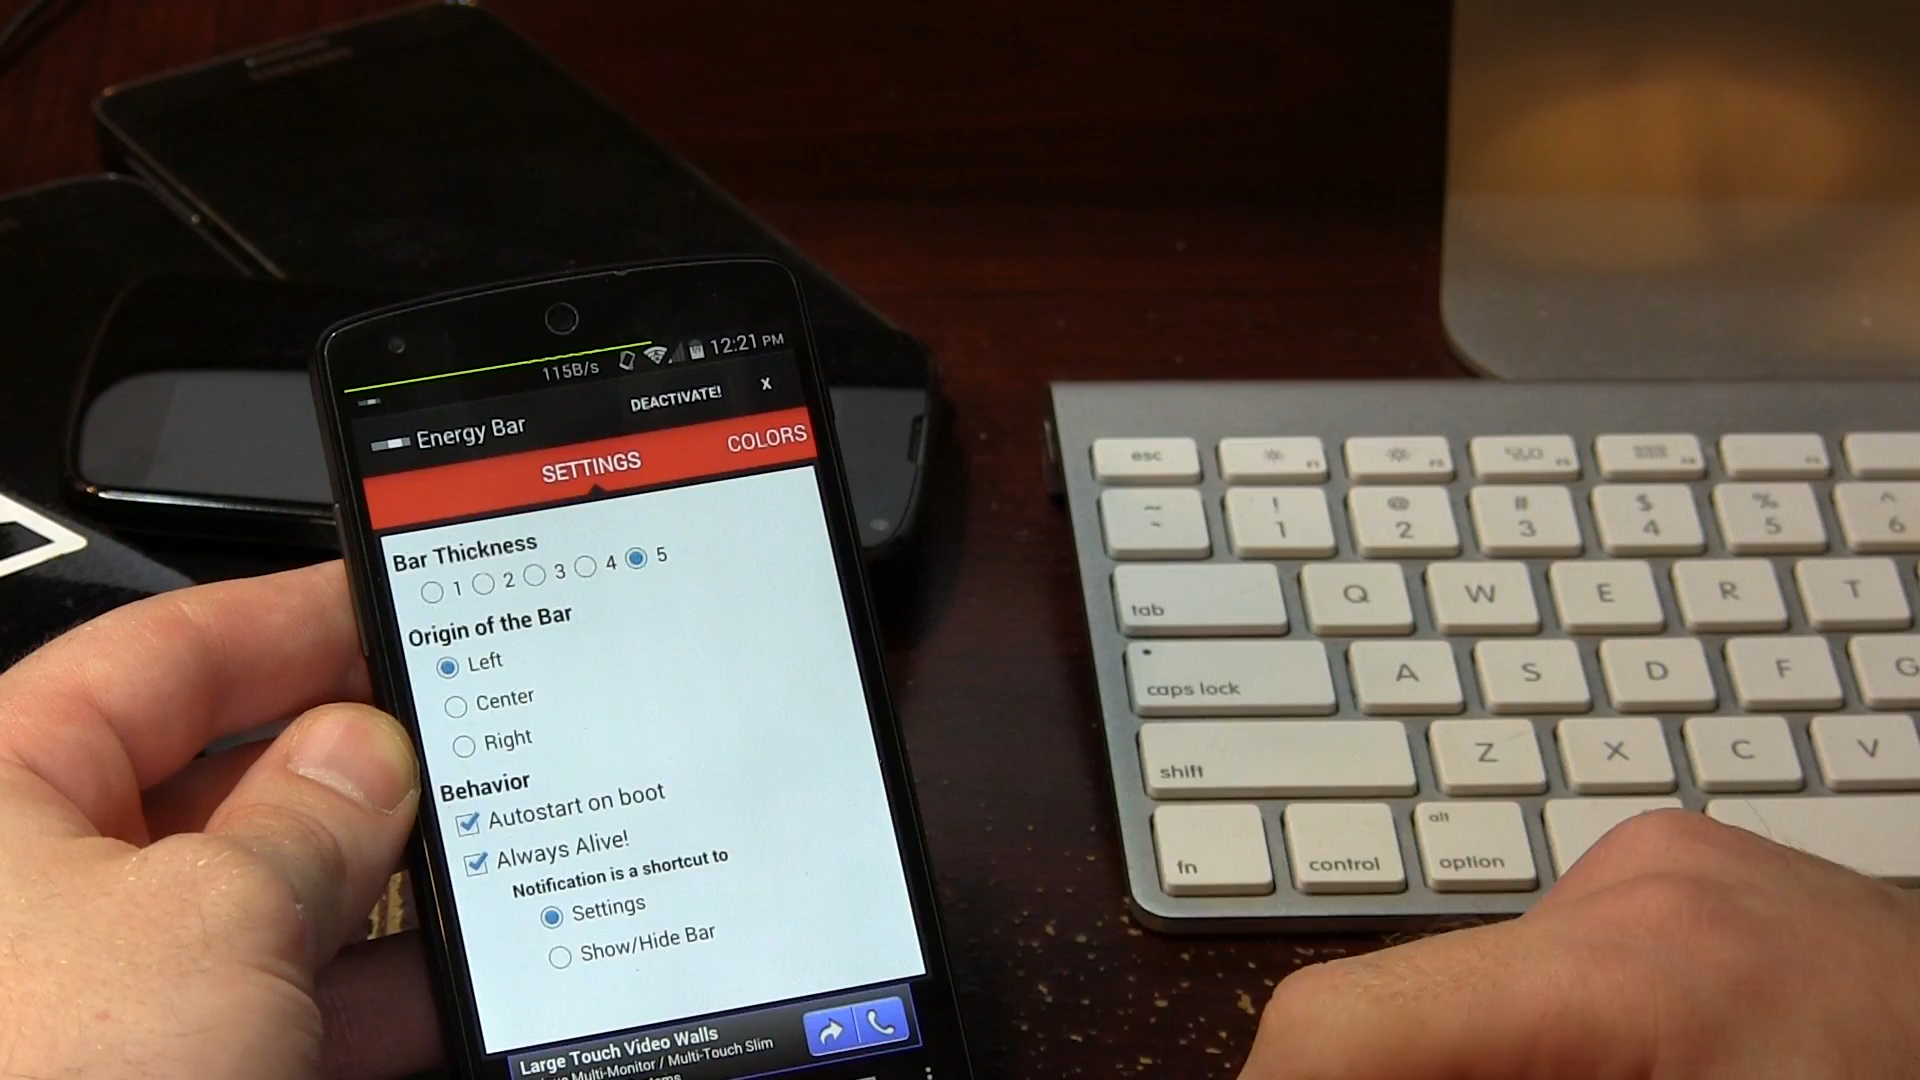 115B/s 12:21 PM
Energy Bar DEACTIVATE! X
SETTINGS COLORS
Bar Thickness
1 2 3 4 5
Origin of the Bar
Left
Center
Right
Behavior
Autostart on boot
Always Alive!
Notification is a shortcut to
Settings
Show/Hide Bar
Large Touch Video Walls
Multi-Monitor / Multi-Touch Slim
esc
~ ! @ # $ % ^
` 1 2 3 4 5 6
tab Q W E R T
caps lock A S D F G
shift Z X C V
alt
fn control option